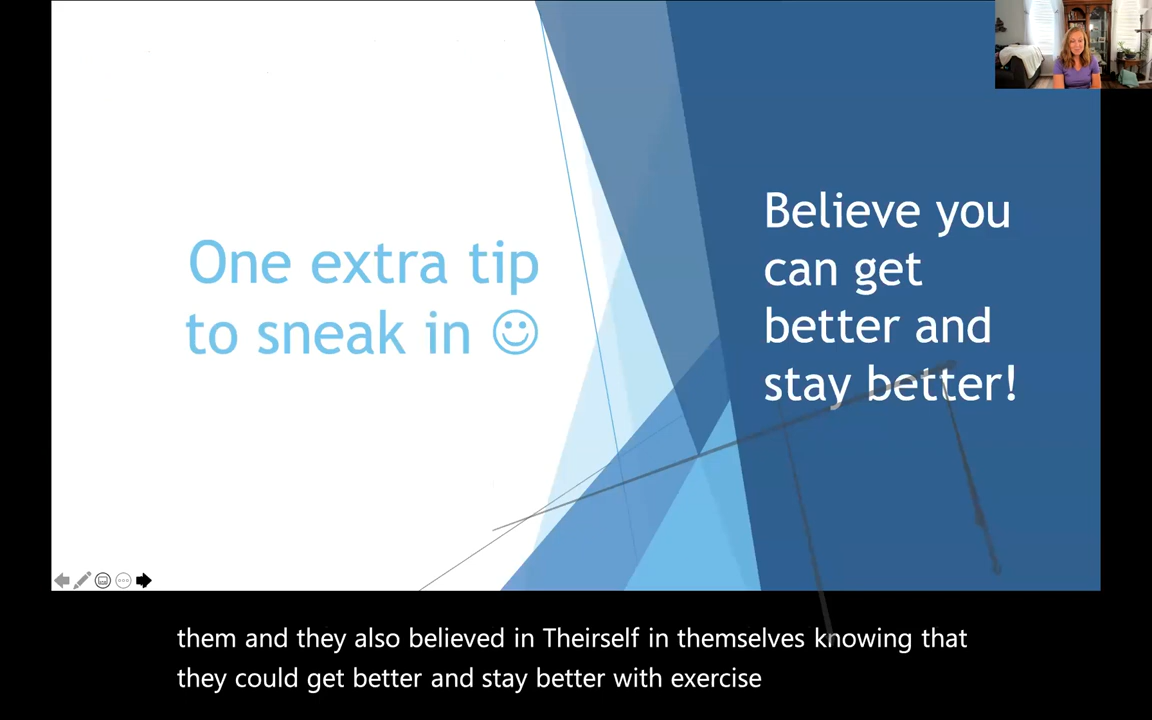 One extra tip
to sneak in ☺
Believe you
can get
better and
stay better!
them and they also believed in Theirself in themselves knowing that
they could get better and stay better with exercise